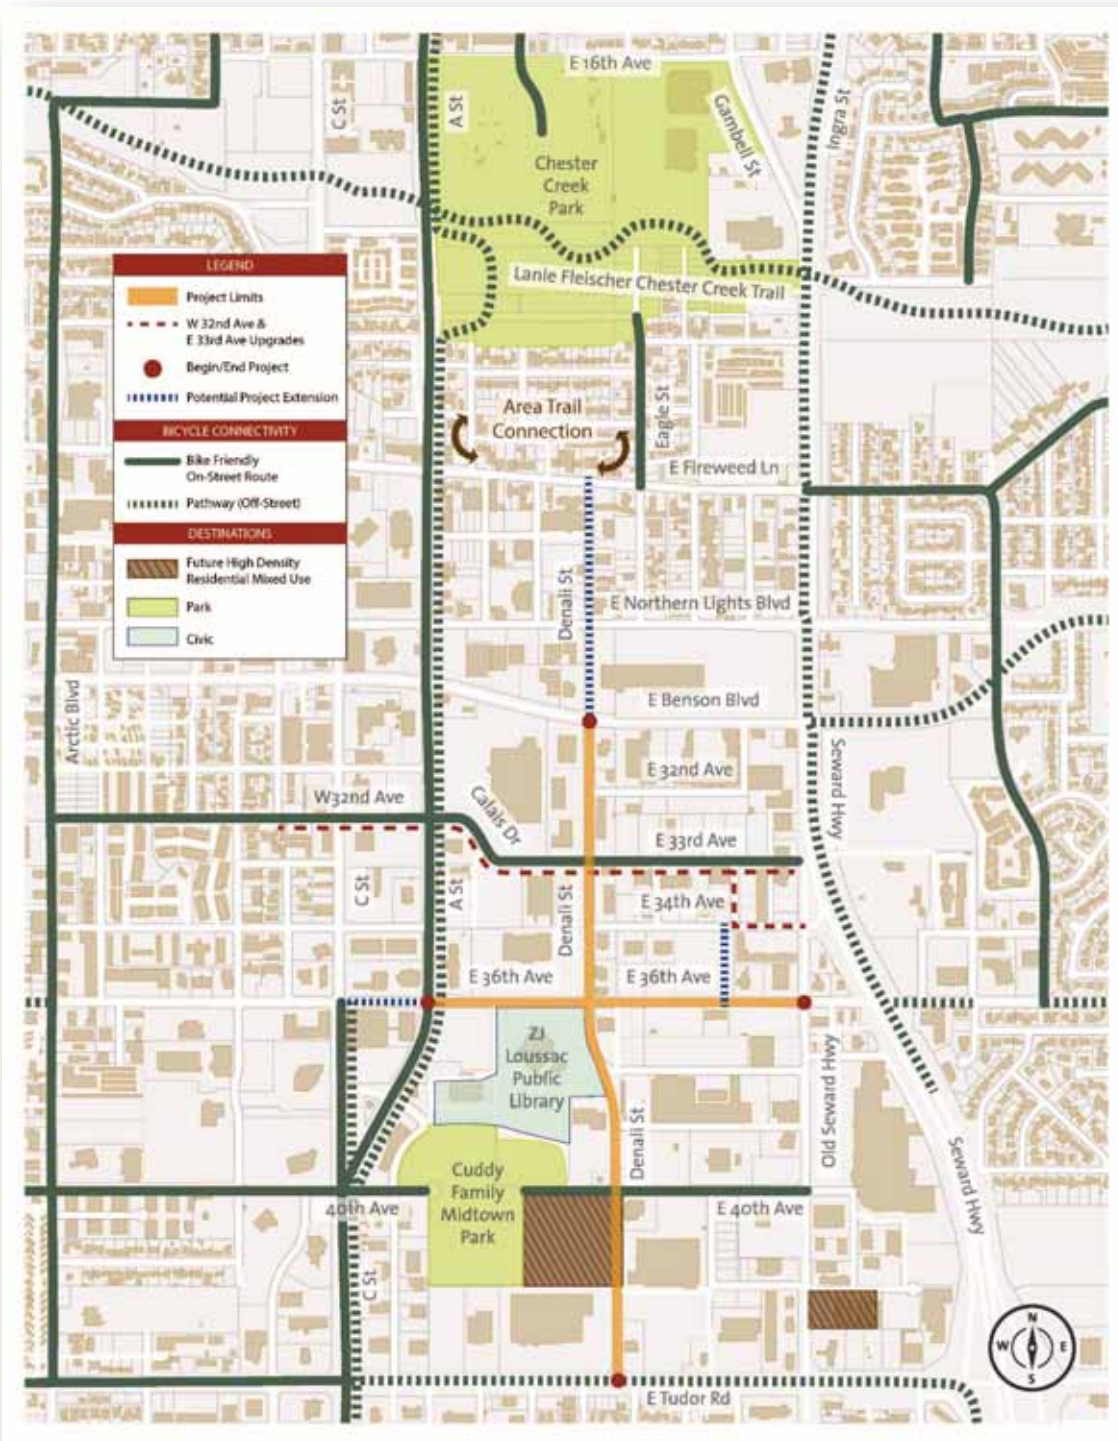 E 16th Ave
C St
A St
Gambell St
Ingra St
Chester
Creek
Park
Lanie Fleischer Chester Creek Trail
LEGEND
Project Limits
W 32nd Ave &
E 33rd Ave Upgrades
Begin/End Project
Potential Project Extension
BICYCLE CONNECTIVITY
Bike Friendly
On-Street Route
Pathway (Off-Street)
DESTINATIONS
Future High Density
Residential Mixed Use
Park
Civic
Area Trail
Connection
Eagle St
E Fireweed Ln
Denali St
E Northern Lights Blvd
E Benson Blvd
Arctic Blvd
E 32nd Ave
Seward Hwy
W32nd Ave
Calais Dr
E 33rd Ave
C St
A St
Denali St
E 34th Ave
E 36th Ave
E 36th Ave
ZJ
Loussac
Public
Library
Denali St
Old Seward Hwy
Seward Hwy
Cuddy
Family
Midtown
Park
40th Ave
E 40th Ave
C St
N
W E
S
E Tudor Rd